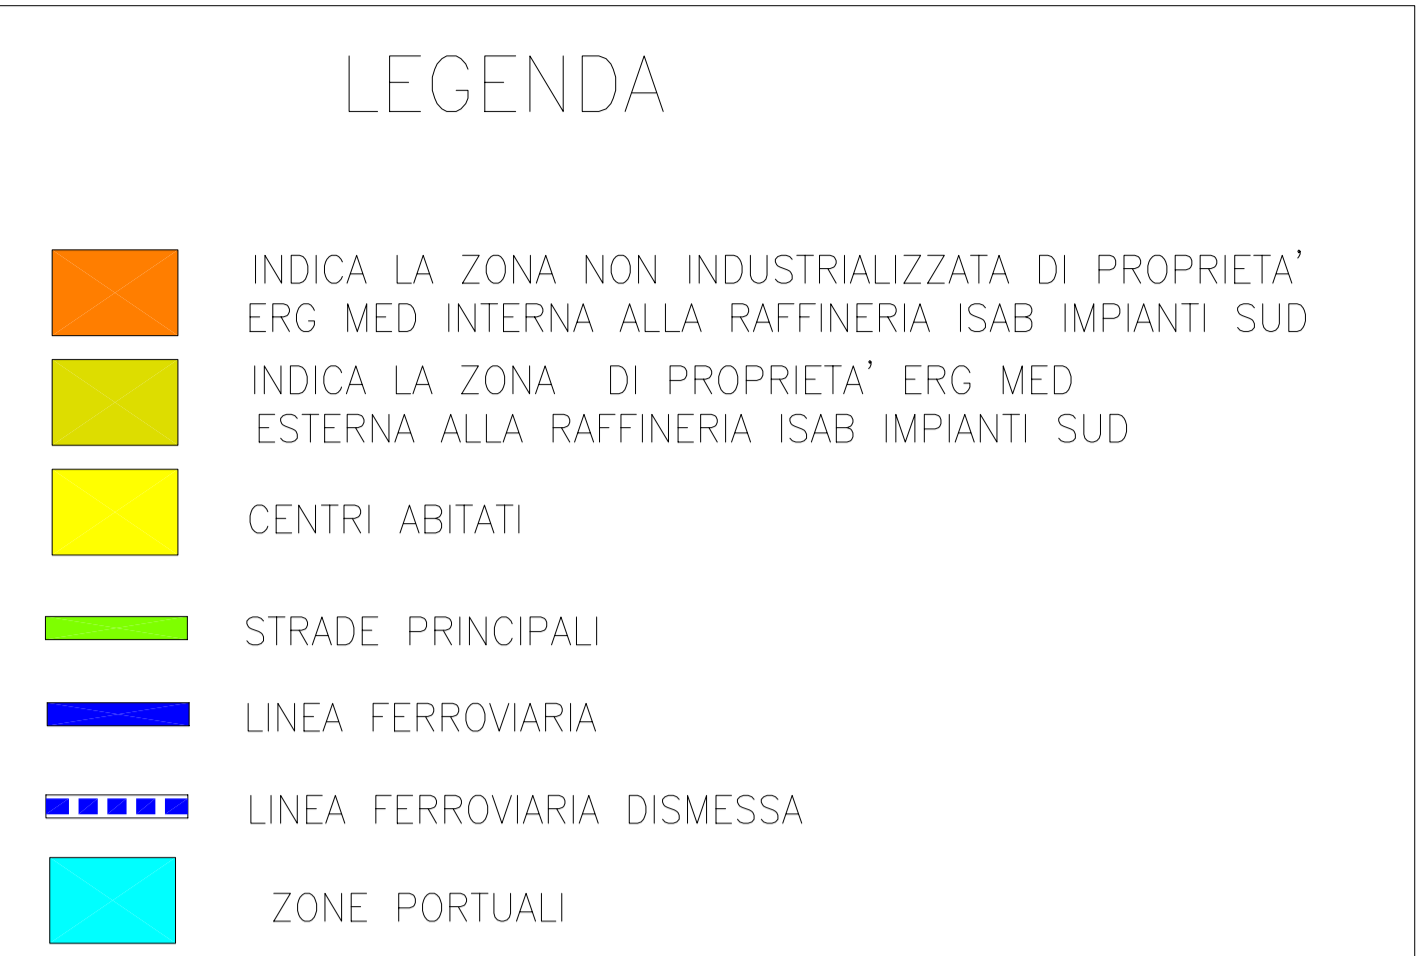 LEGENDA
INDICA LA ZONA NON INDUSTRIALIZZATA DI PROPRIETA'
ERG MED INTERNA ALLA RAFFINERIA ISAB IMPIANTI SUD
INDICA LA ZONA DI PROPRIETA' ERG MED
ESTERNA ALLA RAFFINERIA ISAB IMPIANTI SUD
CENTRI ABITATI
STRADE PRINCIPALI
LINEA FERROVIARIA
LINEA FERROVIARIA DISMESSA
ZONE PORTUALI